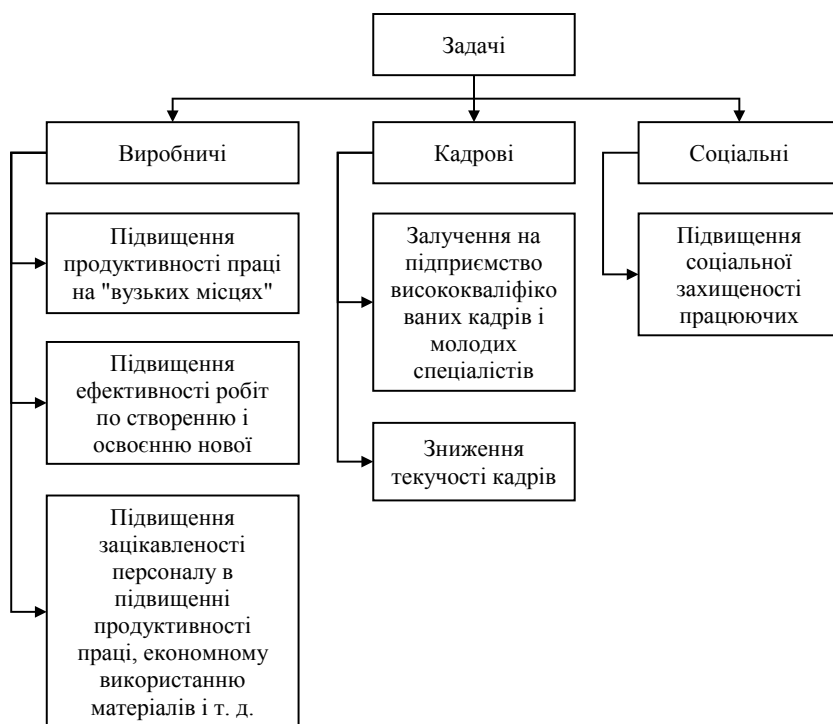 Задачі
Виробничі
Кадрові
Соціальні
Підвищення
продуктивності праці
на "вузьких місцях"
Підвищення
ефективності робіт
по створенню і
освоєнню нової
Підвищення
зацікавленості
персоналу в
підвищенні
продуктивності
праці, економному
використанню
матеріалів і т. д.
Залучення на
підприємство
висококваліфіко
ваних кадрів і
молодих
спеціалістів
Зниження
текучості кадрів
Підвищення
соціальної
захищеності
працюючих